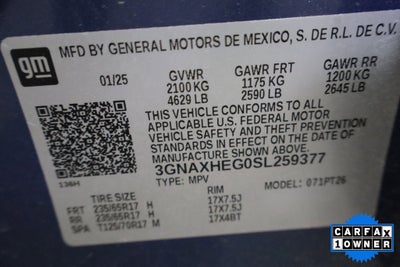 gm
MFD BY GENERAL MOTORS DE MEXICO, S. DE R.L. DE C.V.
01/25 GVWR GAWR FRT GAWR RR
2100 KG 1175 KG 1200 KG
4629 LB 2590 LB 2645 LB
THIS VEHICLE CONFORMS TO ALL
APPLICABLE U.S. FEDERAL MOTOR
VEHICLE SAFETY, BUMPER, AND
THEFT PREVENTION STANDARDS
IN EFFECT ON THE DATE OF
MANUFACTURE SHOWN ABOVE.
3GNAXHEG0SL259377
136H TYPE: MPV MODEL: 071PT26
TIRE SIZE RIM
FRT 235/65R17 H 17X7.5J
RR 235/65R17 H 17X7.5J
SPA T125/70R17 M 17X4BT
CARFAX
1 OWNER